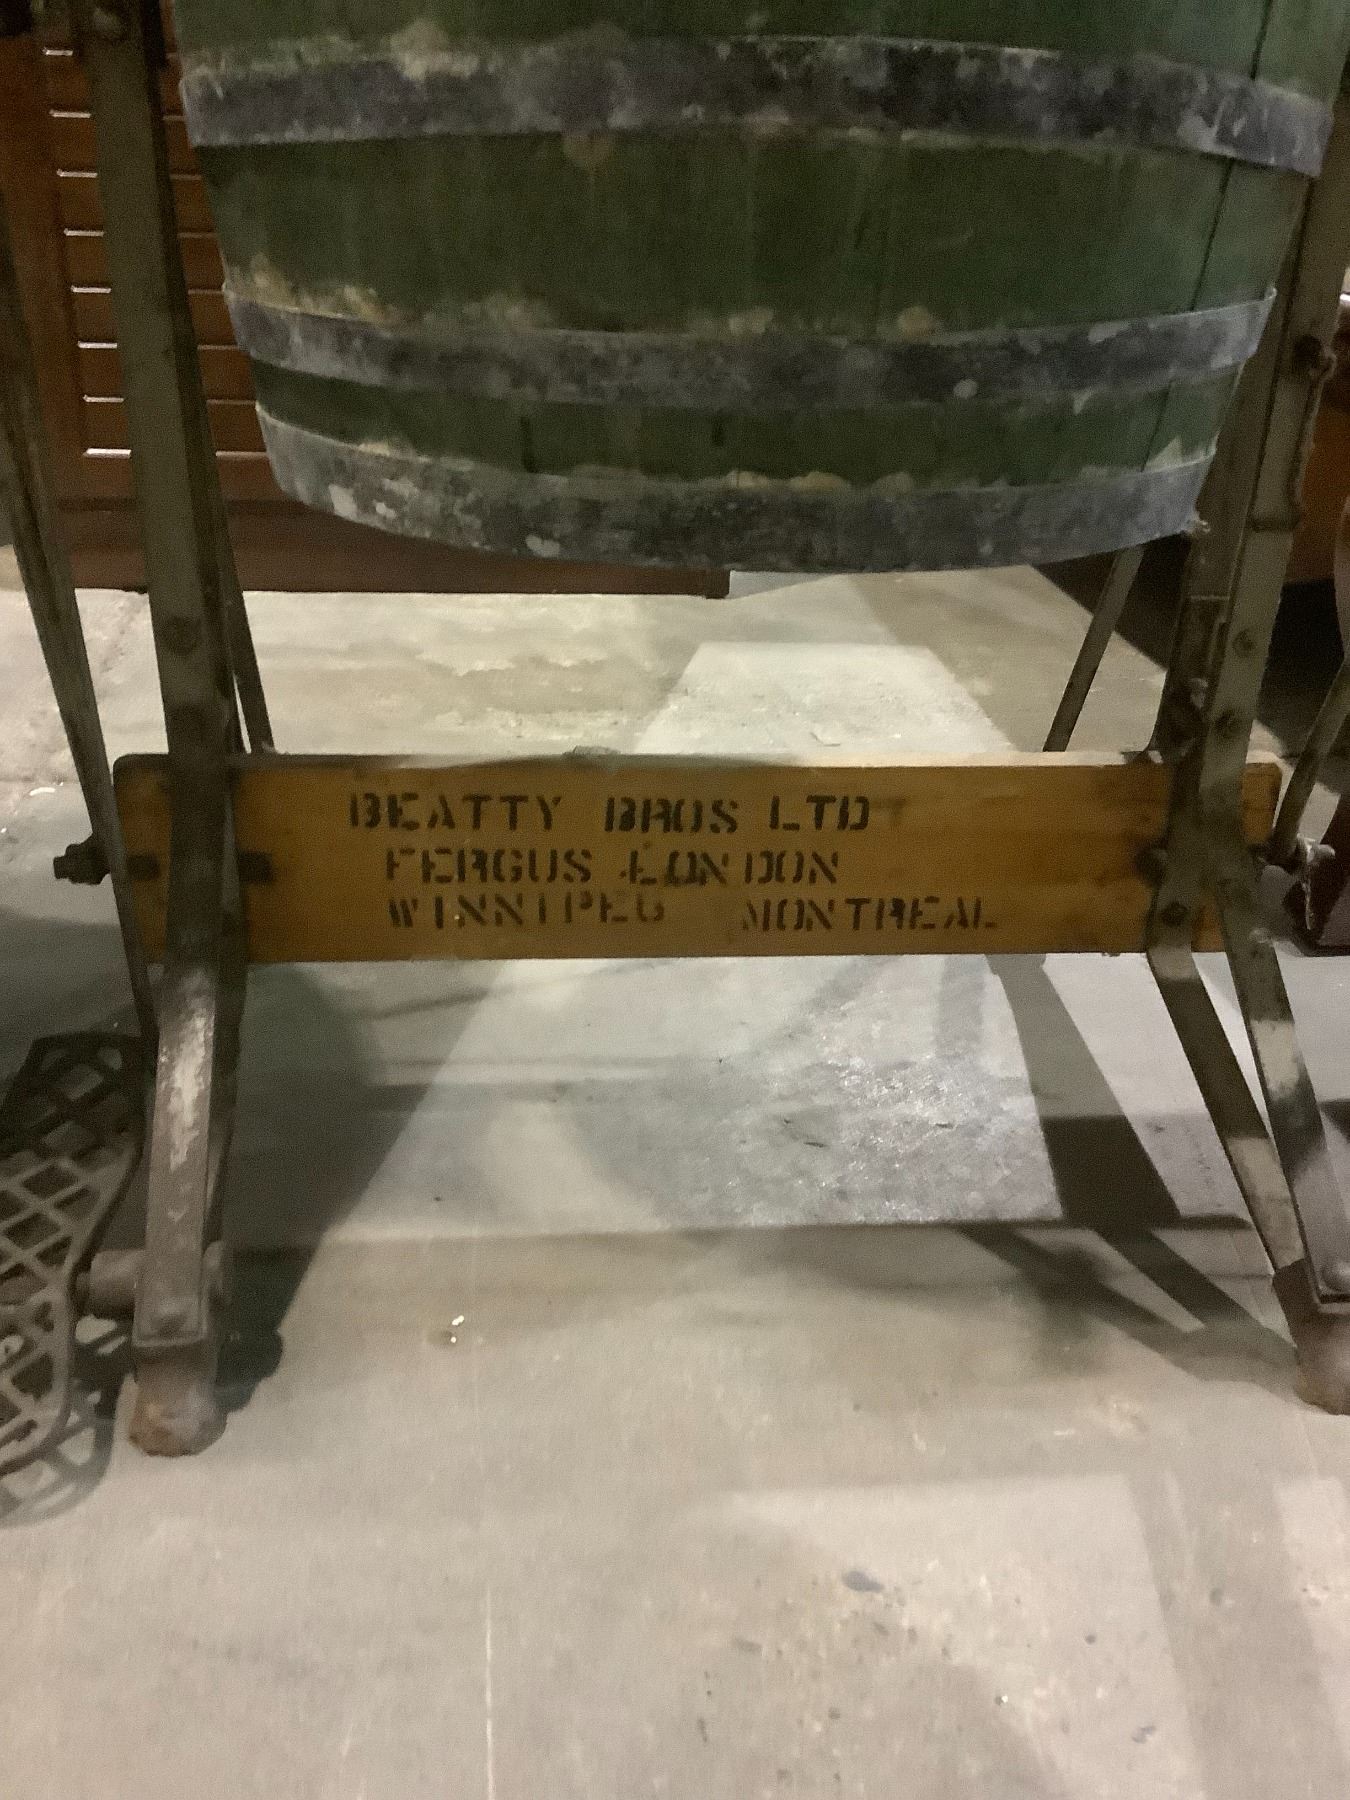 BEATTY BROS LTD
FERGUS LONDON
WINNIPEG MONTREAL